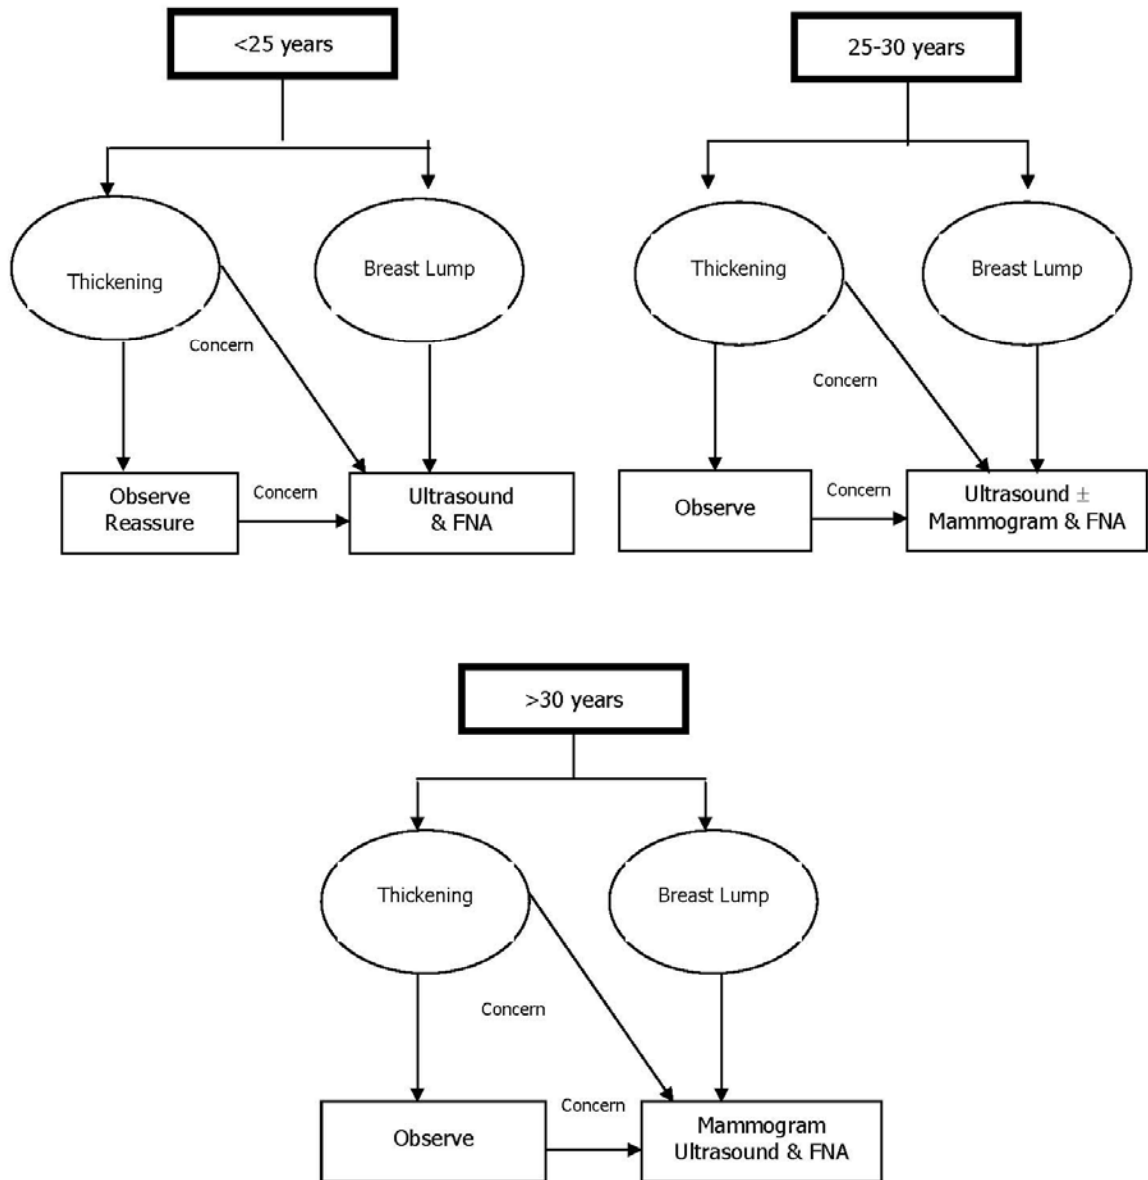 <25 years
Thickening
Breast Lump
Concern
Observe
Reassure
Concern
Ultrasound
& FNA
25-30 years
Thickening
Breast Lump
Concern
Observe
Concern
Ultrasound ±
Mammogram & FNA
>30 years
Thickening
Breast Lump
Concern
Observe
Concern
Mammogram
Ultrasound & FNA